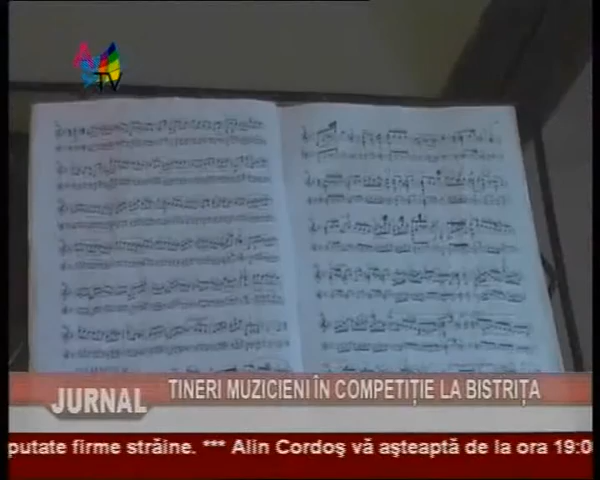 TV
TINERI MUZICIENI ÎN COMPETIȚIE LA BISTRIȚA
JURNAL
putate firme străine. *** Alin Cordoş vă aşteaptă de la ora 19:0